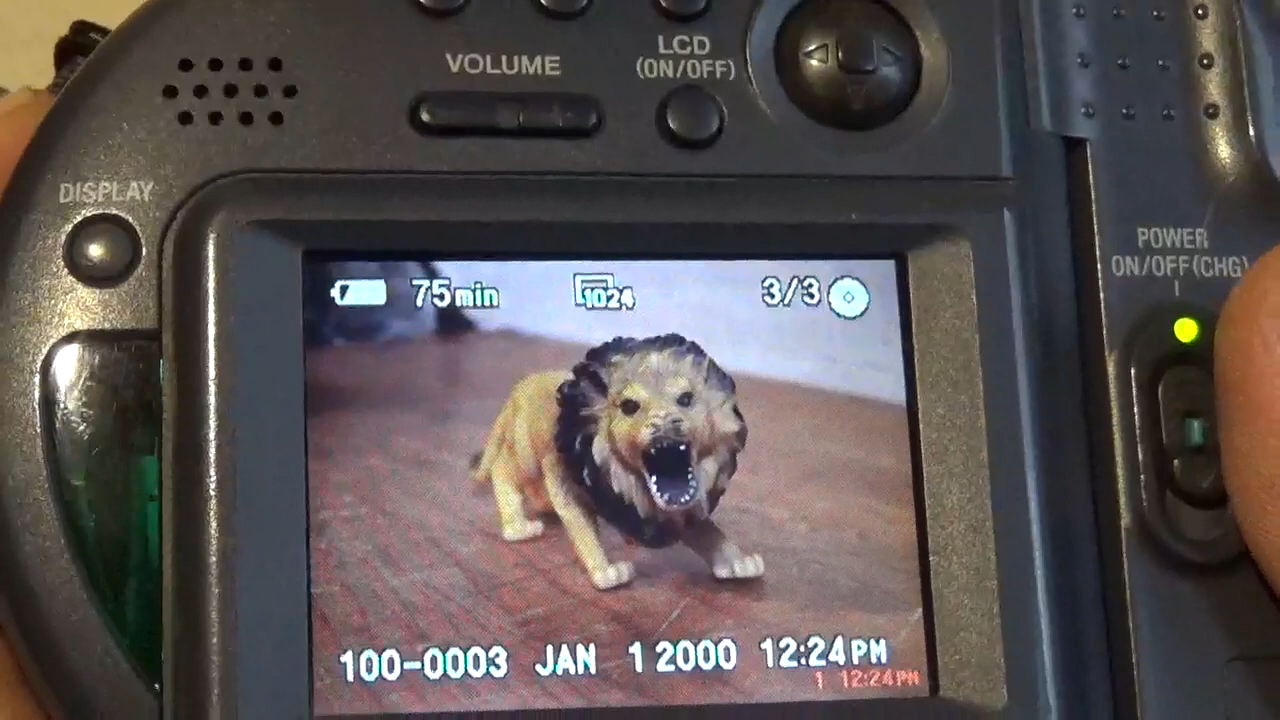 VOLUME
LCD
(ON/OFF)
DISPLAY
POWER
ON/OFF(CHG)
75min
1024
3/3
100-0003 JAN 1 2000 12:24PM
1 12:24PM